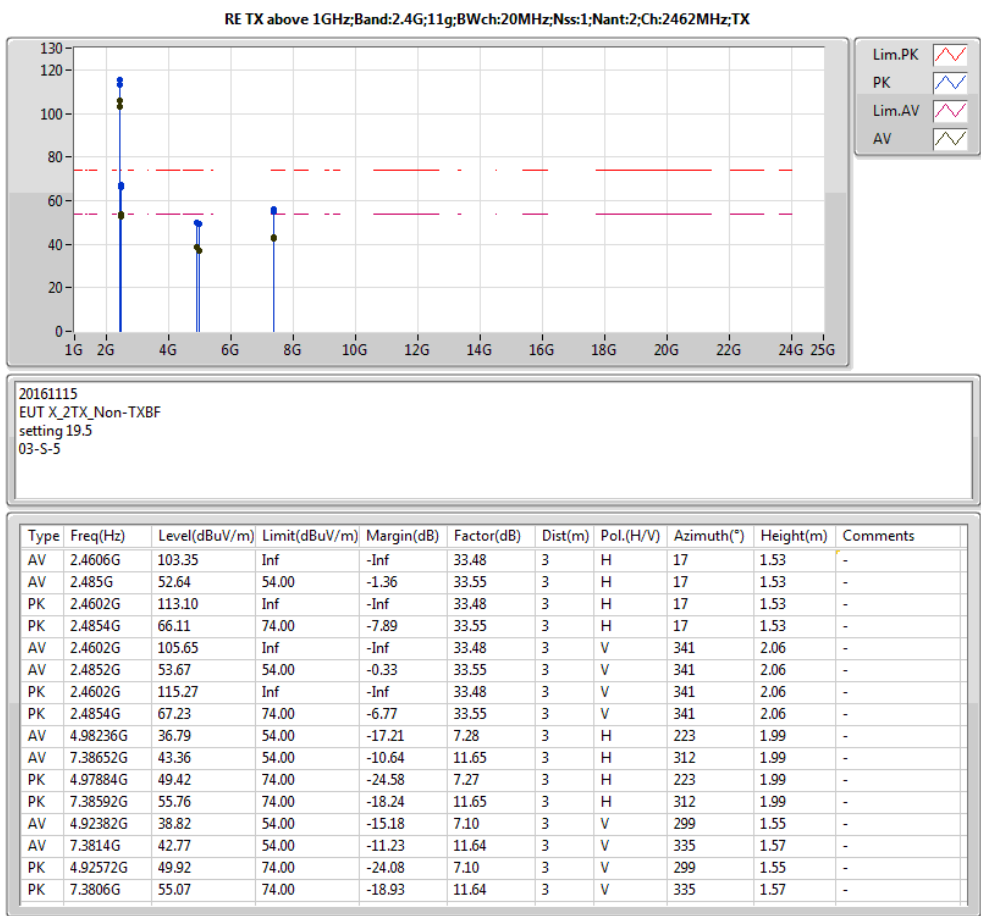 RE TX above 1GHz;Band:2.4G;11g;BWch:20MHz;Nss:1;Nant:2;Ch:2462MHz;TX
130
120
100
80
60
40
20
0
1G 2G 4G 6G 8G 10G 12G 14G 16G 18G 20G 22G 24G 25G
Lim.PK
PK
Lim.AV
AV
20161115
EUT X_2TX_Non-TXBF
setting 19.5
03-S-5
Type Freq(Hz) Level(dBuV/m) Limit(dBuV/m) Margin(dB) Factor(dB) Dist(m) Pol.(H/V) Azimuth(°) Height(m) Comments
AV 2.4606G 103.35 Inf -Inf 33.48 3 H 17 1.53 -
AV 2.485G 52.64 54.00 -1.36 33.55 3 H 17 1.53 -
PK 2.4602G 113.10 Inf -Inf 33.48 3 H 17 1.53 -
PK 2.4854G 66.11 74.00 -7.89 33.55 3 H 17 1.53 -
AV 2.4602G 105.65 Inf -Inf 33.48 3 V 341 2.06 -
AV 2.4852G 53.67 54.00 -0.33 33.55 3 V 341 2.06 -
PK 2.4602G 115.27 Inf -Inf 33.48 3 V 341 2.06 -
PK 2.4854G 67.23 74.00 -6.77 33.55 3 V 341 2.06 -
AV 4.98236G 36.79 54.00 -17.21 7.28 3 H 223 1.99 -
AV 7.38652G 43.36 54.00 -10.64 11.65 3 H 312 1.99 -
PK 4.97884G 49.42 74.00 -24.58 7.27 3 H 223 1.99 -
PK 7.38592G 55.76 74.00 -18.24 11.65 3 H 312 1.99 -
AV 4.92382G 38.82 54.00 -15.18 7.10 3 V 299 1.55 -
AV 7.3814G 42.77 54.00 -11.23 11.64 3 V 335 1.57 -
PK 4.92572G 49.92 74.00 -24.08 7.10 3 V 299 1.55 -
PK 7.3806G 55.07 74.00 -18.93 11.64 3 V 335 1.57 -